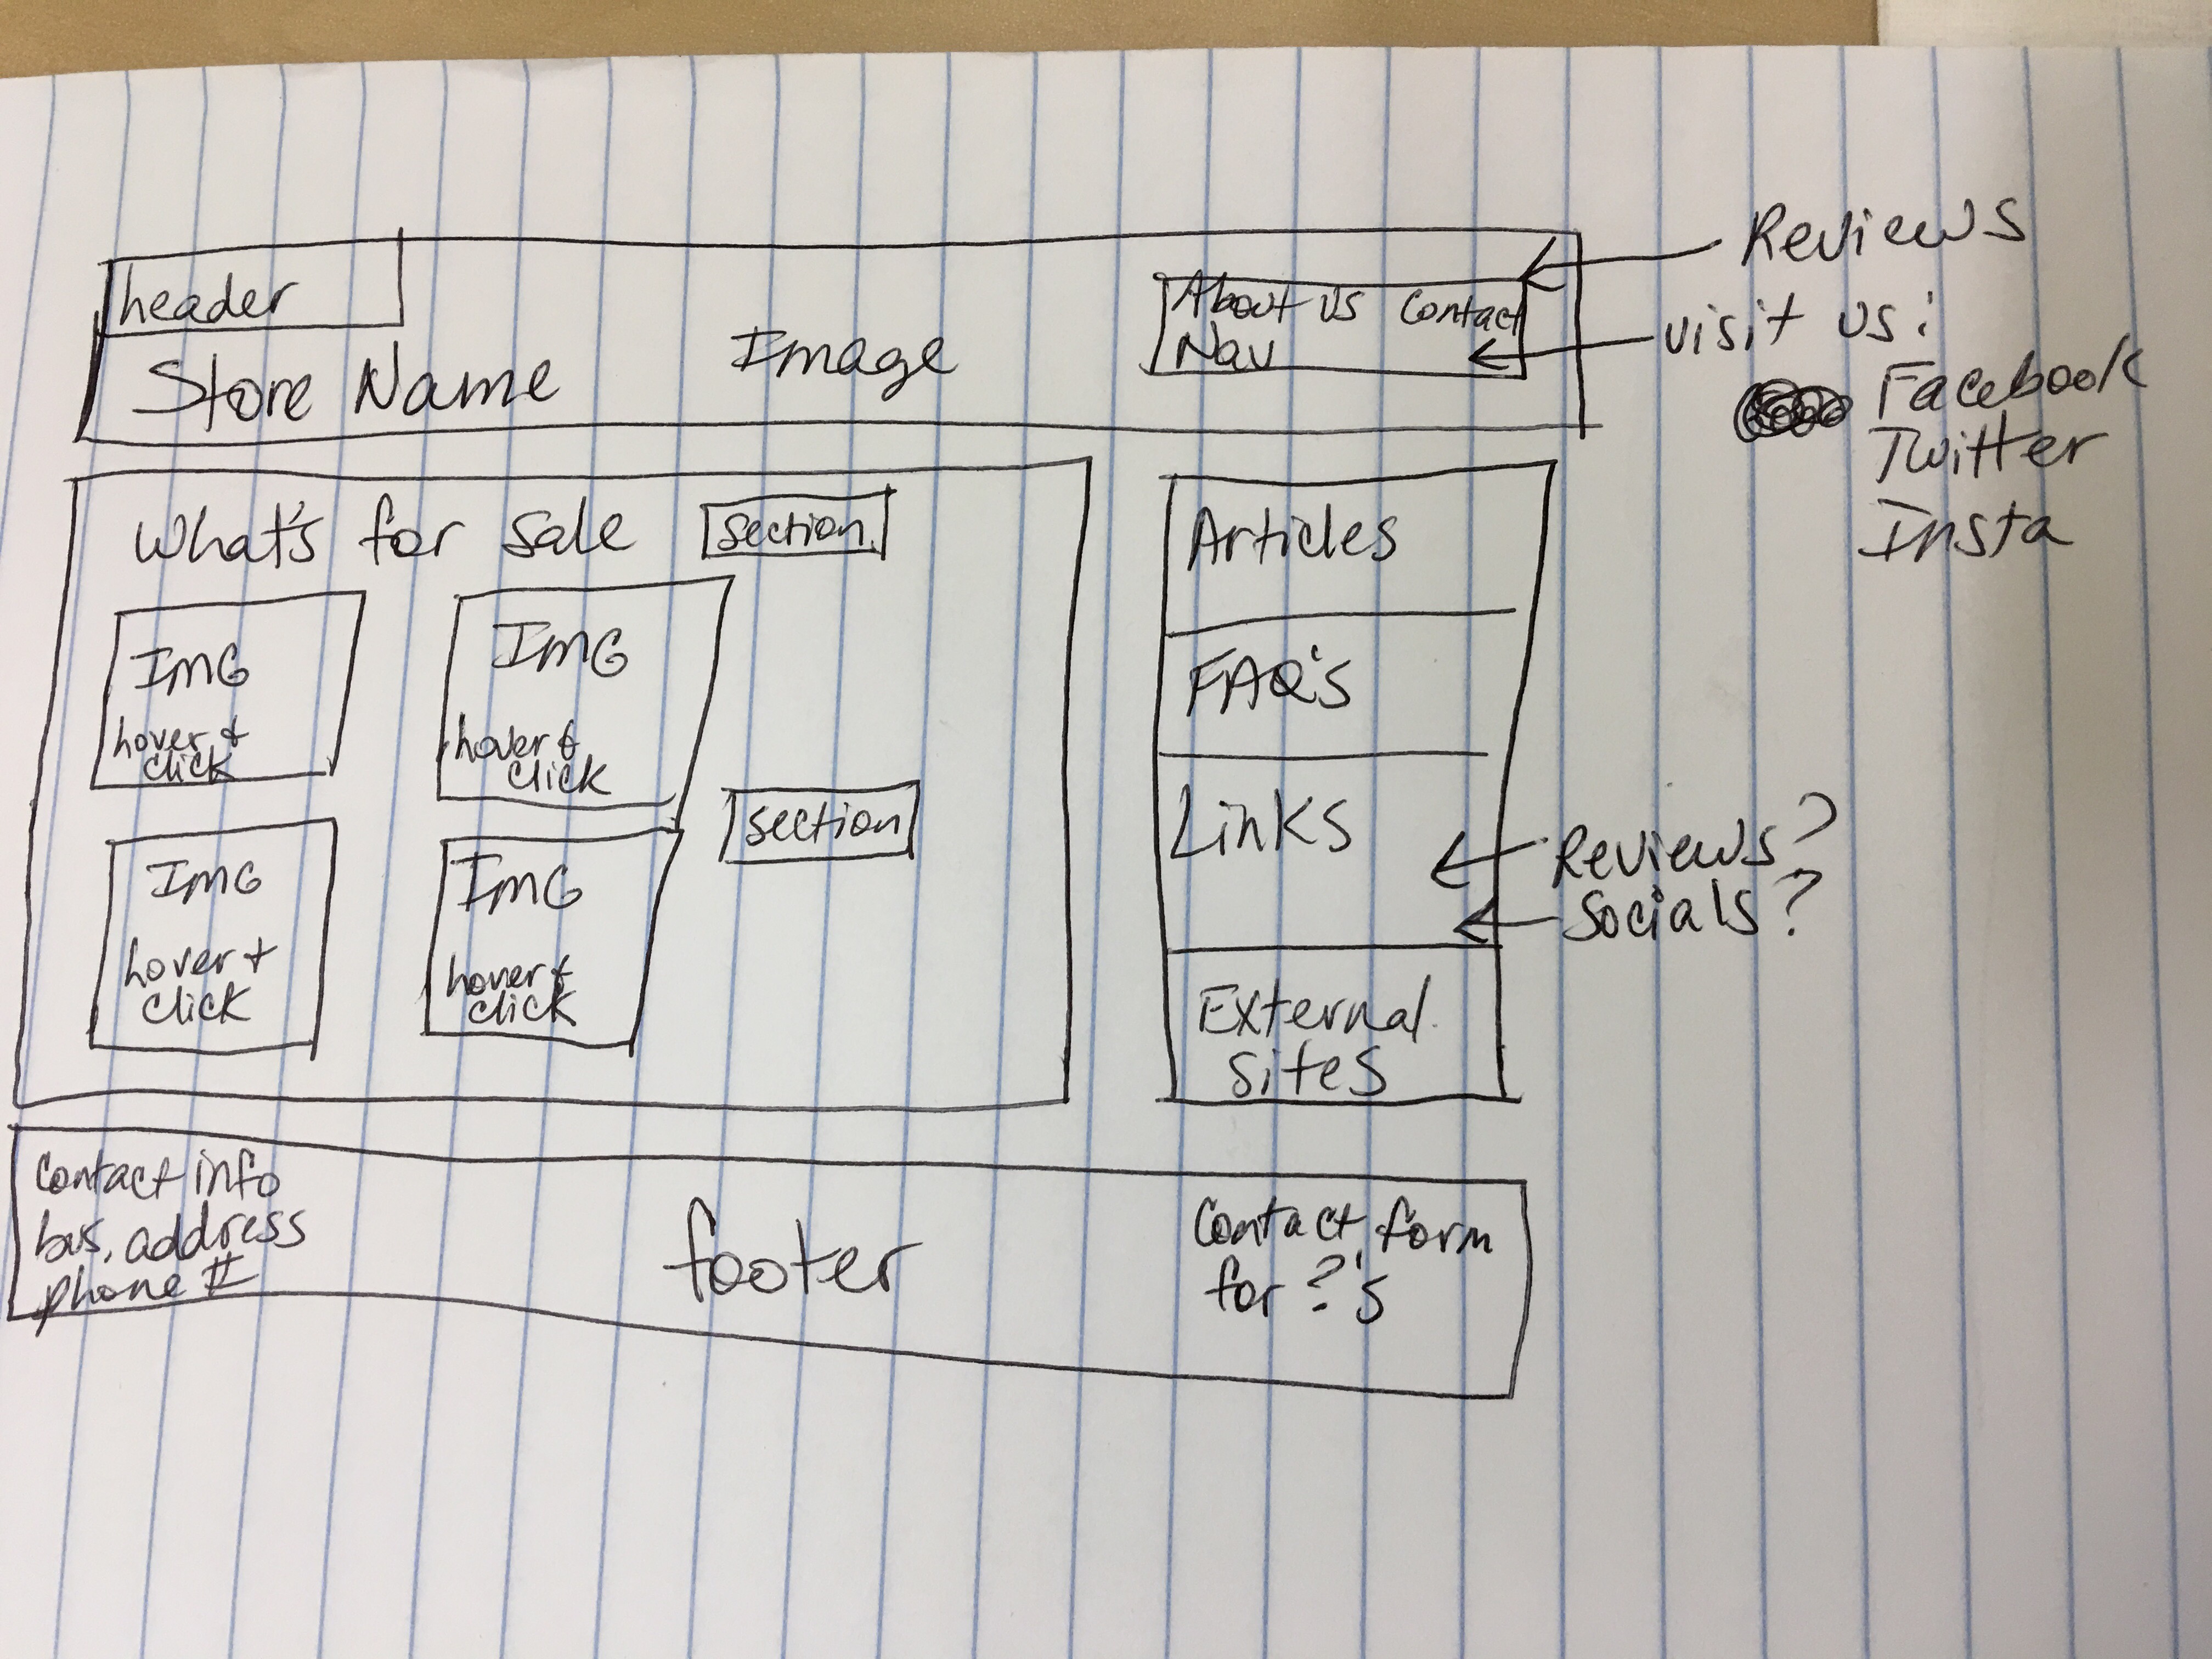 header
Store Name
Image
About us Contact
Nav
Reviews
visit us:
Facebook
Twitter
Insta
What's for sale
section
IMG
hover +
click
IMG
hover +
click
IMG
hover +
click
IMG
hover +
click
section
Articles
FAQ's
Links
External
Sites
Reviews?
Socials?
Contact info
bus. address
phone #
footer
Contact form
for ?'s